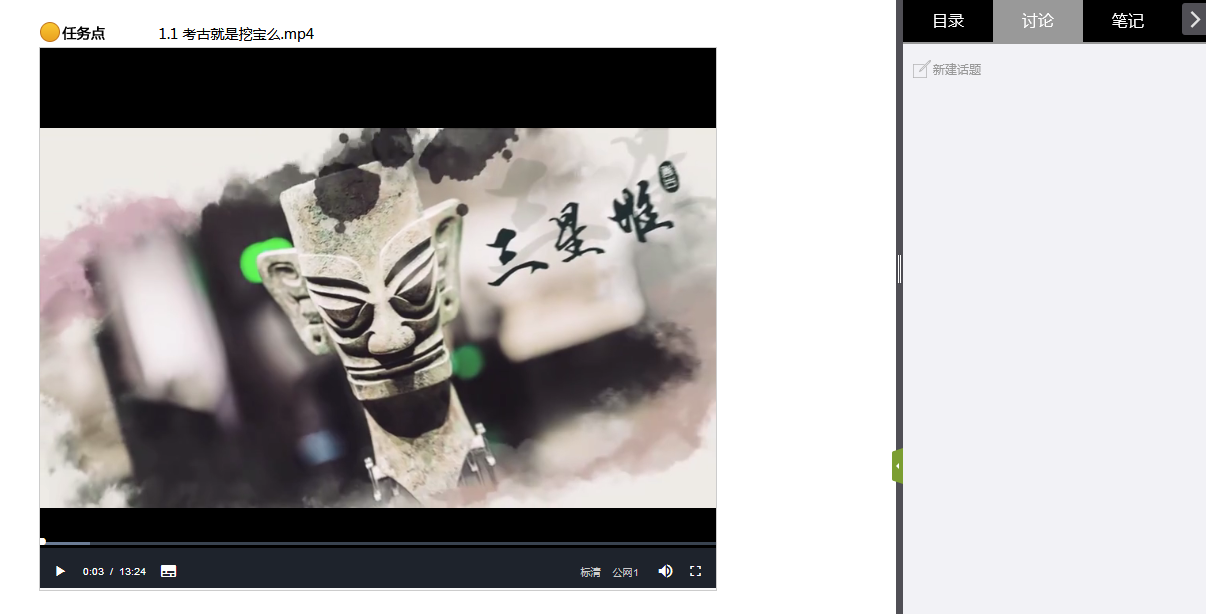 任务点
1.1 考古就是挖宝么.mp4
目录
讨论
笔记
新建话题
三星堆
0:03 / 13:24
标清
公网1